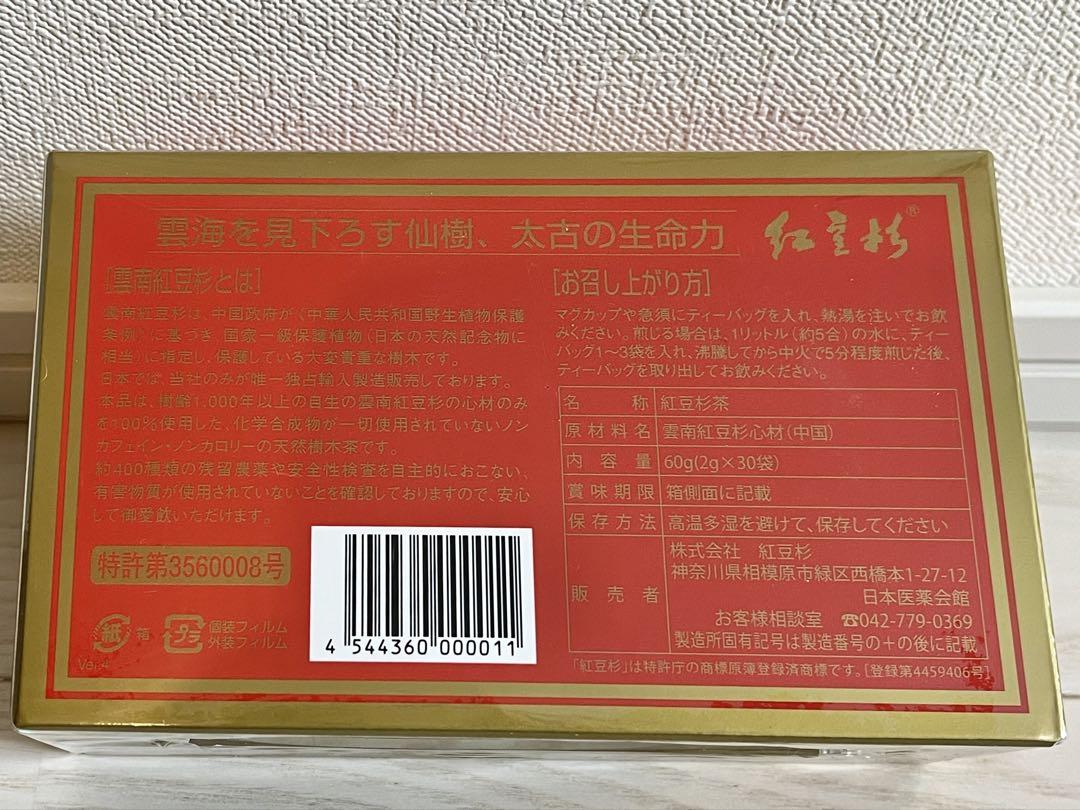 雲海を見下ろす仙樹、太古の生命力
紅豆杉®
[雲南紅豆杉とは]
雲南紅豆杉は、中国政府が〈中華人民共和国野生植物保護
条例〉に基づき、国家一級保護植物（日本の天然記念物に
相当）に指定し、保護している大変貴重な樹木です。
日本では、当社のみが唯一独占輸入製造販売しております。
本品は、樹齢1,000年以上の自生の雲南紅豆杉の心材のみ
を100%使用した、化学合成物が一切使用されていないノン
カフェイン・ノンカロリーの天然樹木茶です。
約400種類の残留農薬や安全性検査を自主的におこない、
有害物質が使用されていないことを確認しておりますので、安心
して御愛飲いただけます。
特許第3560008号
紙 箱
プラ 個装フィルム
外装フィルム
Ver.4
4 544360 000011
[お召し上がり方]
マグカップや急須にティーバッグを入れ、熱湯を注いでお飲
みください。煎じる場合は、1リットル（約5合）の水に、ティー
バッグ1〜3袋を入れ、沸騰してから中火で5分程度煎じた後、
ティーバッグを取り出してお飲みください。
名称 紅豆杉茶
原材料名 雲南紅豆杉心材（中国）
内容量 60g(2g×30袋)
賞味期限 箱側面に記載
保存方法 高温多湿を避けて、保存してください
販売者 株式会社 紅豆杉
神奈川県相模原市緑区西橋本1-27-12
日本医薬会館
お客様相談室 ☎042-779-0369
製造所固有記号は製造番号の＋の後に記載
「紅豆杉」は特許庁の商標原簿登録済商標です。[登録第4459406号]